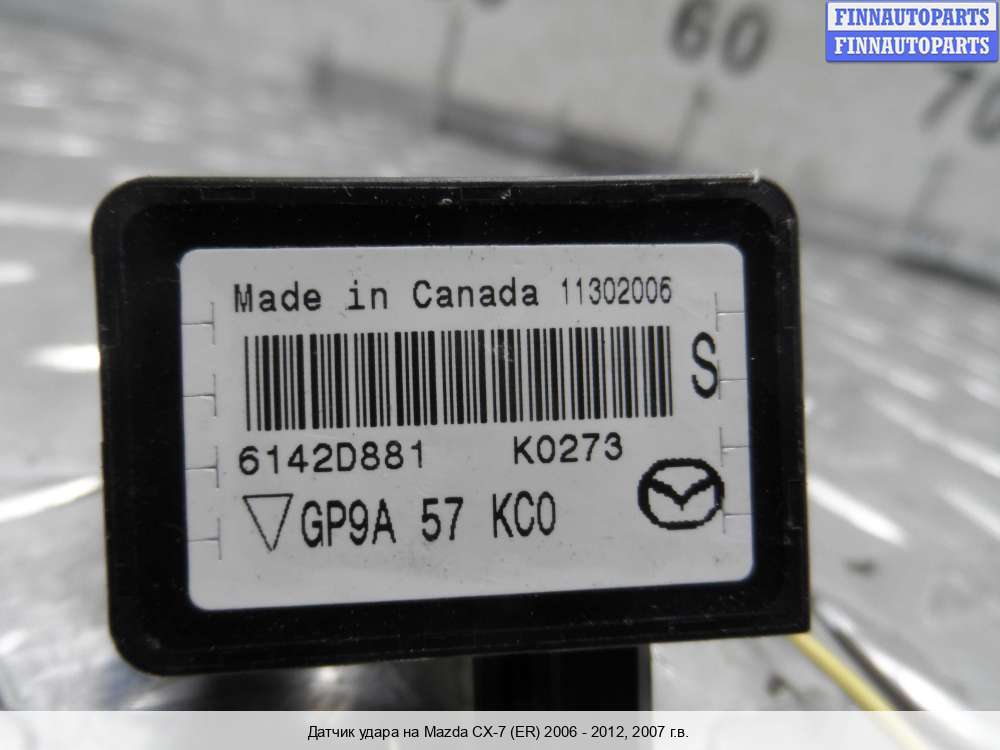 FINNAUTOPARTS
FINNAUTOPARTS
60
70
Made in Canada 11302006
S
6142D881 K0273
GP9A 57 KC0
Датчик удара на Mazda CX-7 (ER) 2006 - 2012, 2007 г.в.